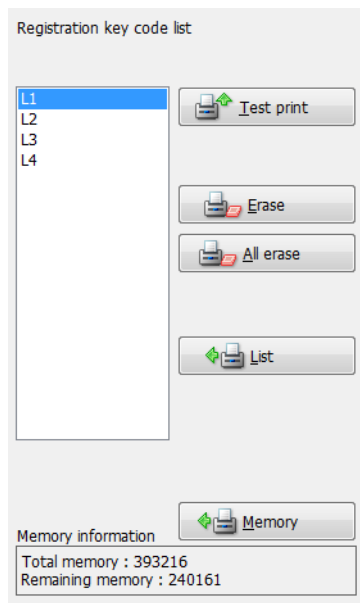 Registration key code list
L1
L2
L3
L4
Test print
Erase
All erase
List
Memory
Memory information
Total memory : 393216
Remaining memory : 240161